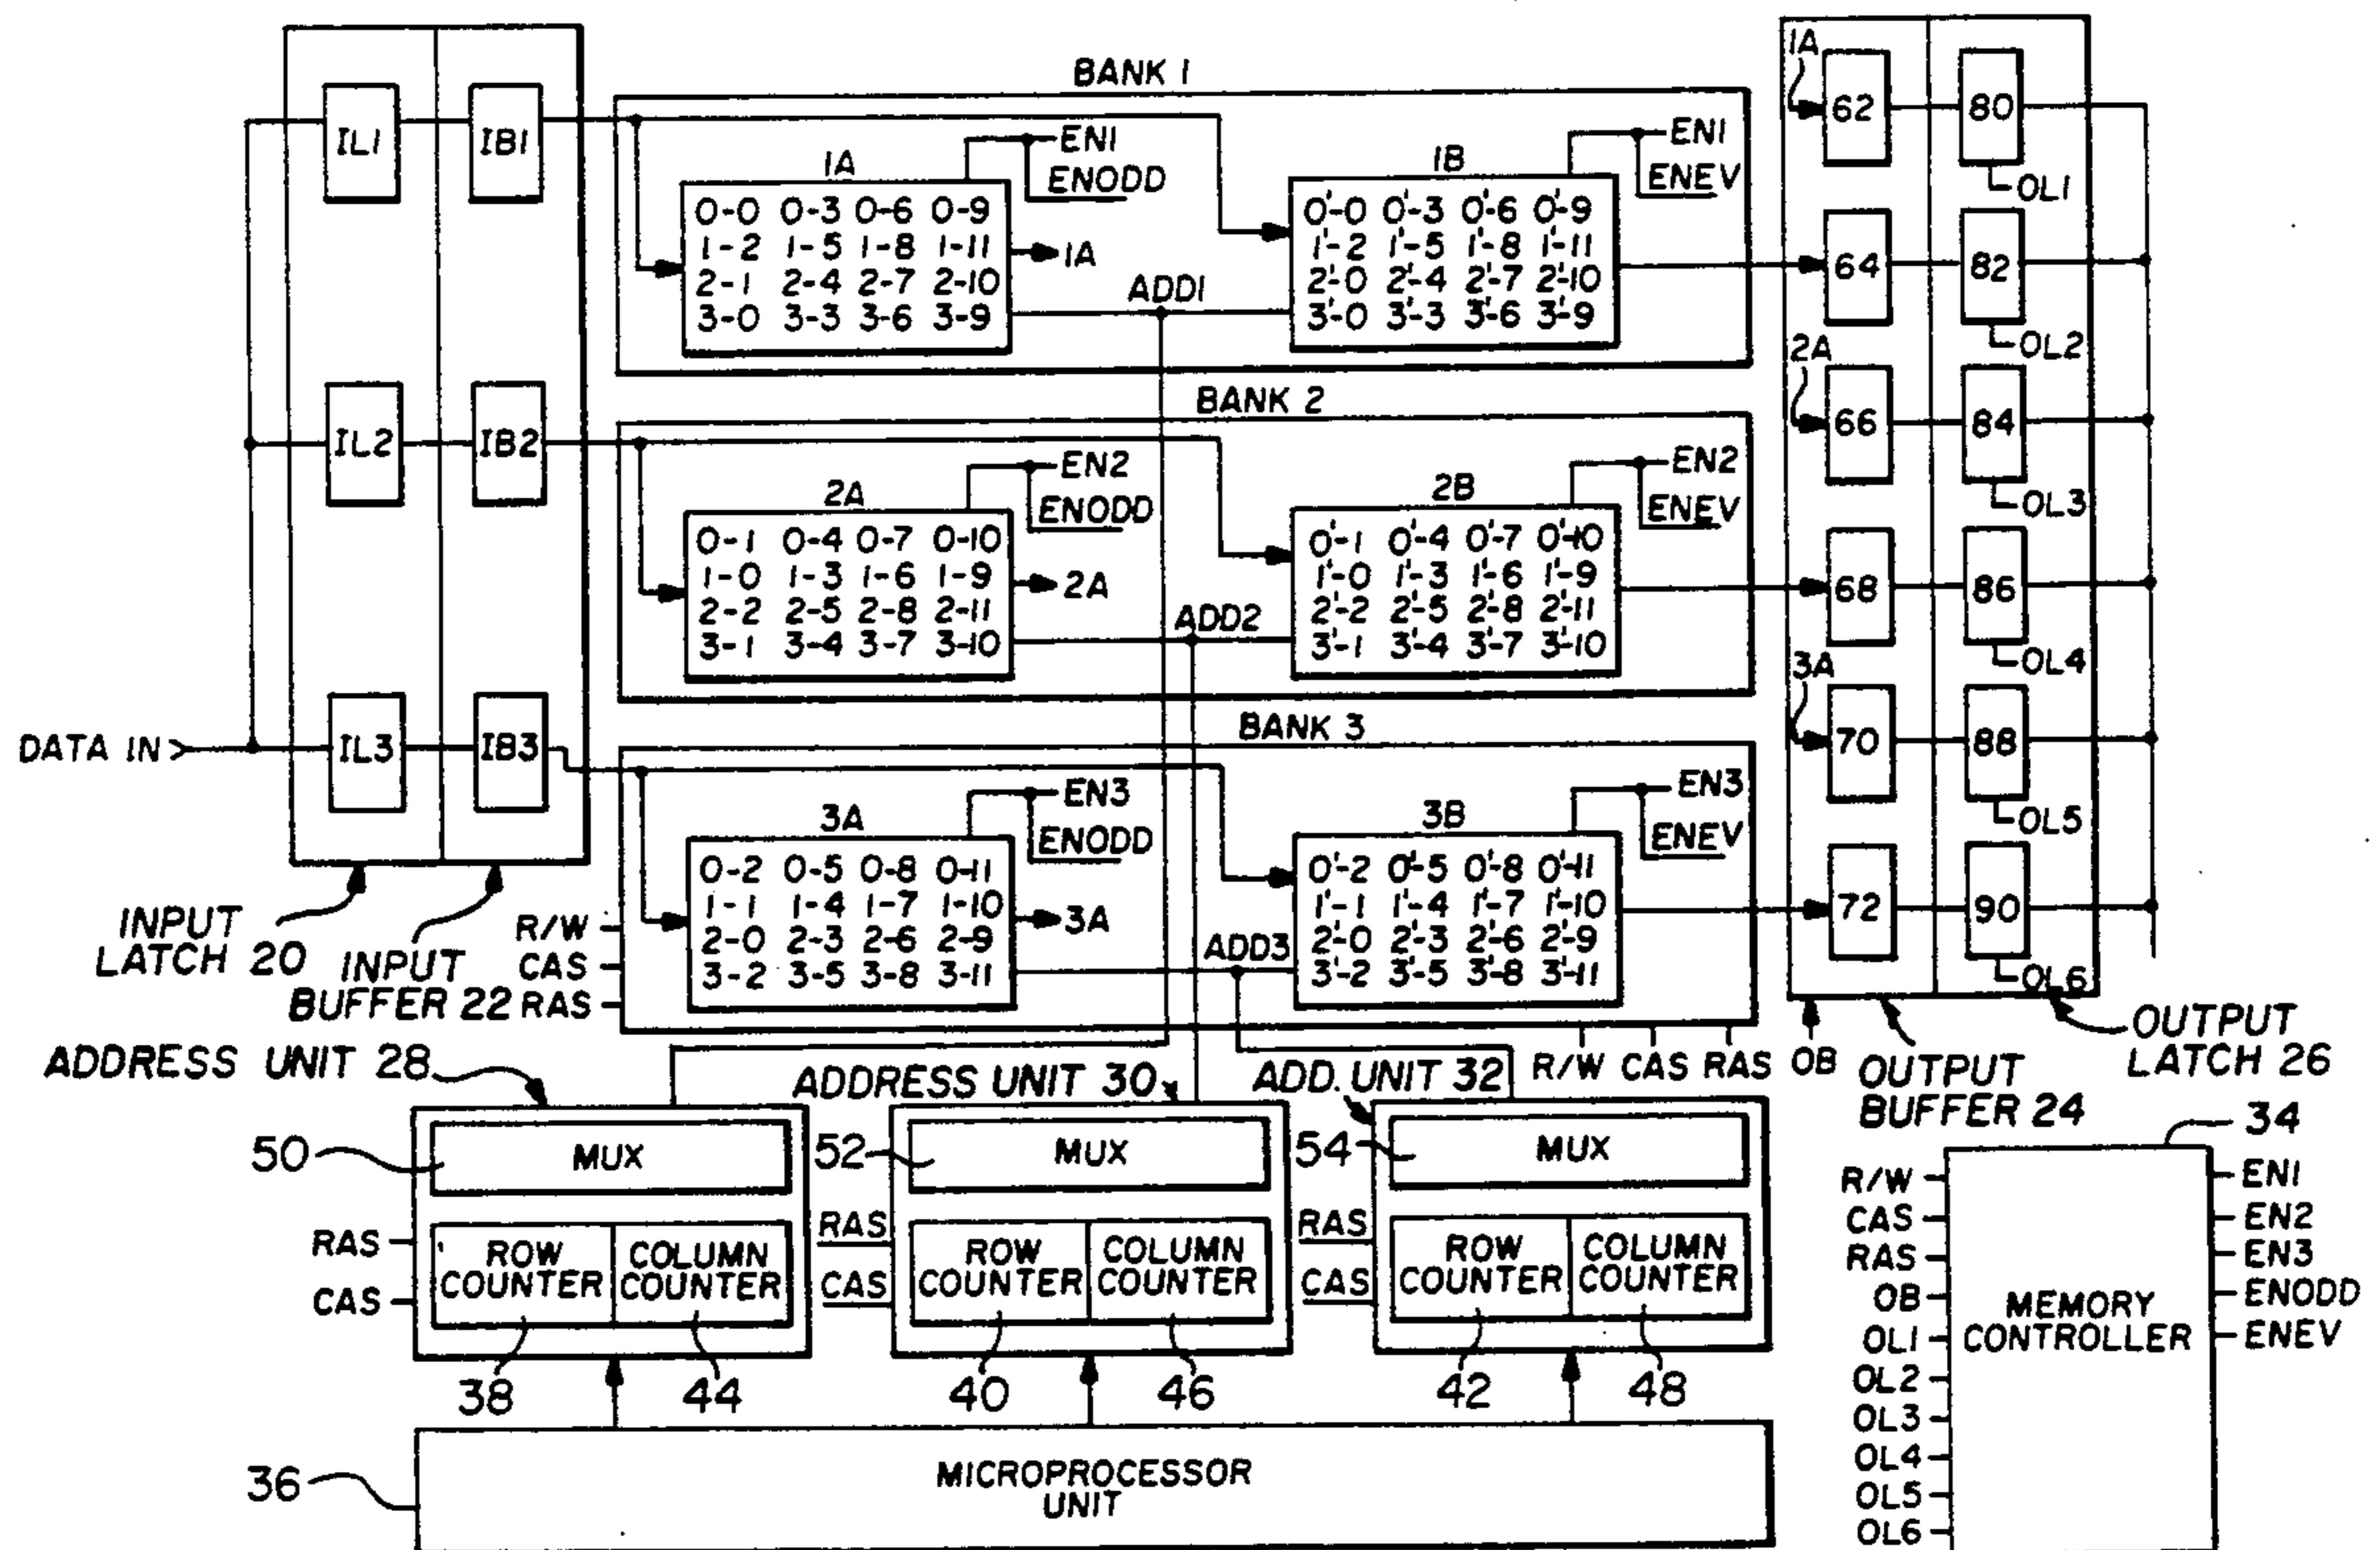 BANK 1
IL1 IB1
1A
EN1
ENODD
0-0 0-3 0-6 0-9
1-2 1-5 1-8 1-11
2-1 2-4 2-7 2-10
3-0 3-3 3-6 3-9
1A
ADD1
1B
EN1
ENEV
0'-0 0'-3 0'-6 0'-9
1'-2 1'-5 1'-8 1'-11
2'-0 2'-4 2'-7 2'-10
3'-0 3'-3 3'-6 3'-9
1A
62 80
OL1
64 82
OL2
BANK 2
IL2 IB2
2A
EN2
ENODD
0-1 0-4 0-7 0-10
1-0 1-3 1-6 1-9
2-2 2-5 2-8 2-11
3-1 3-4 3-7 3-10
2A
ADD2
2B
EN2
ENEV
0'-1 0'-4 0'-7 0'-10
1'-0 1'-3 1'-6 1'-9
2'-2 2'-5 2'-8 2'-11
3'-1 3'-4 3'-7 3'-10
2A
66 84
OL3
68 86
OL4
BANK 3
DATA IN
IL3 IB3
3A
EN3
ENODD
0-2 0-5 0-8 0-11
1-1 1-4 1-7 1-10
2-0 2-3 2-6 2-9
3-2 3-5 3-8 3-11
3A
ADD3
3B
EN3
ENEV
0'-2 0'-5 0'-8 0'-11
1'-1 1'-4 1'-7 1'-10
2'-0 2'-3 2'-6 2'-9
3'-2 3'-5 3'-8 3'-11
3A
70 88
OL5
72 90
OL6
INPUT
LATCH 20
INPUT
BUFFER 22
R/W
CAS
RAS
R/W CAS RAS OB
OUTPUT
BUFFER 24
OUTPUT
LATCH 26
ADDRESS UNIT 28
50
MUX
RAS
CAS
ROW
COUNTER
COLUMN
COUNTER
38 44
ADDRESS UNIT 30
52
MUX
RAS
CAS
ROW
COUNTER
COLUMN
COUNTER
40 46
ADD. UNIT 32
54
MUX
RAS
CAS
ROW
COUNTER
COLUMN
COUNTER
42 48
36
MICROPROCESSOR
UNIT
34
R/W
CAS
RAS
OB
OL1
OL2
OL3
OL4
OL5
OL6
MEMORY
CONTROLLER
EN1
EN2
EN3
ENODD
ENEV